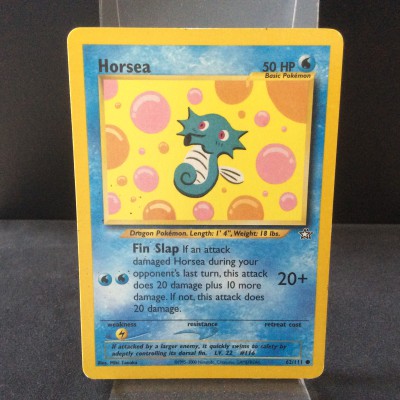 Horsea
50 HP
Basic Pokémon
Dragon Pokémon. Length: 1' 4", Weight: 18 lbs.
Fin Slap If an attack
damaged Horsea during your
opponent's last turn, this attack
does 20 damage plus 10 more
damage. If not, this attack does
20 damage.
20+
weakness
resistance
retreat cost
If attacked by a larger enemy, it quickly swims to safety by
adeptly controlling its dorsal fin. LV. 22 #116
Illus.